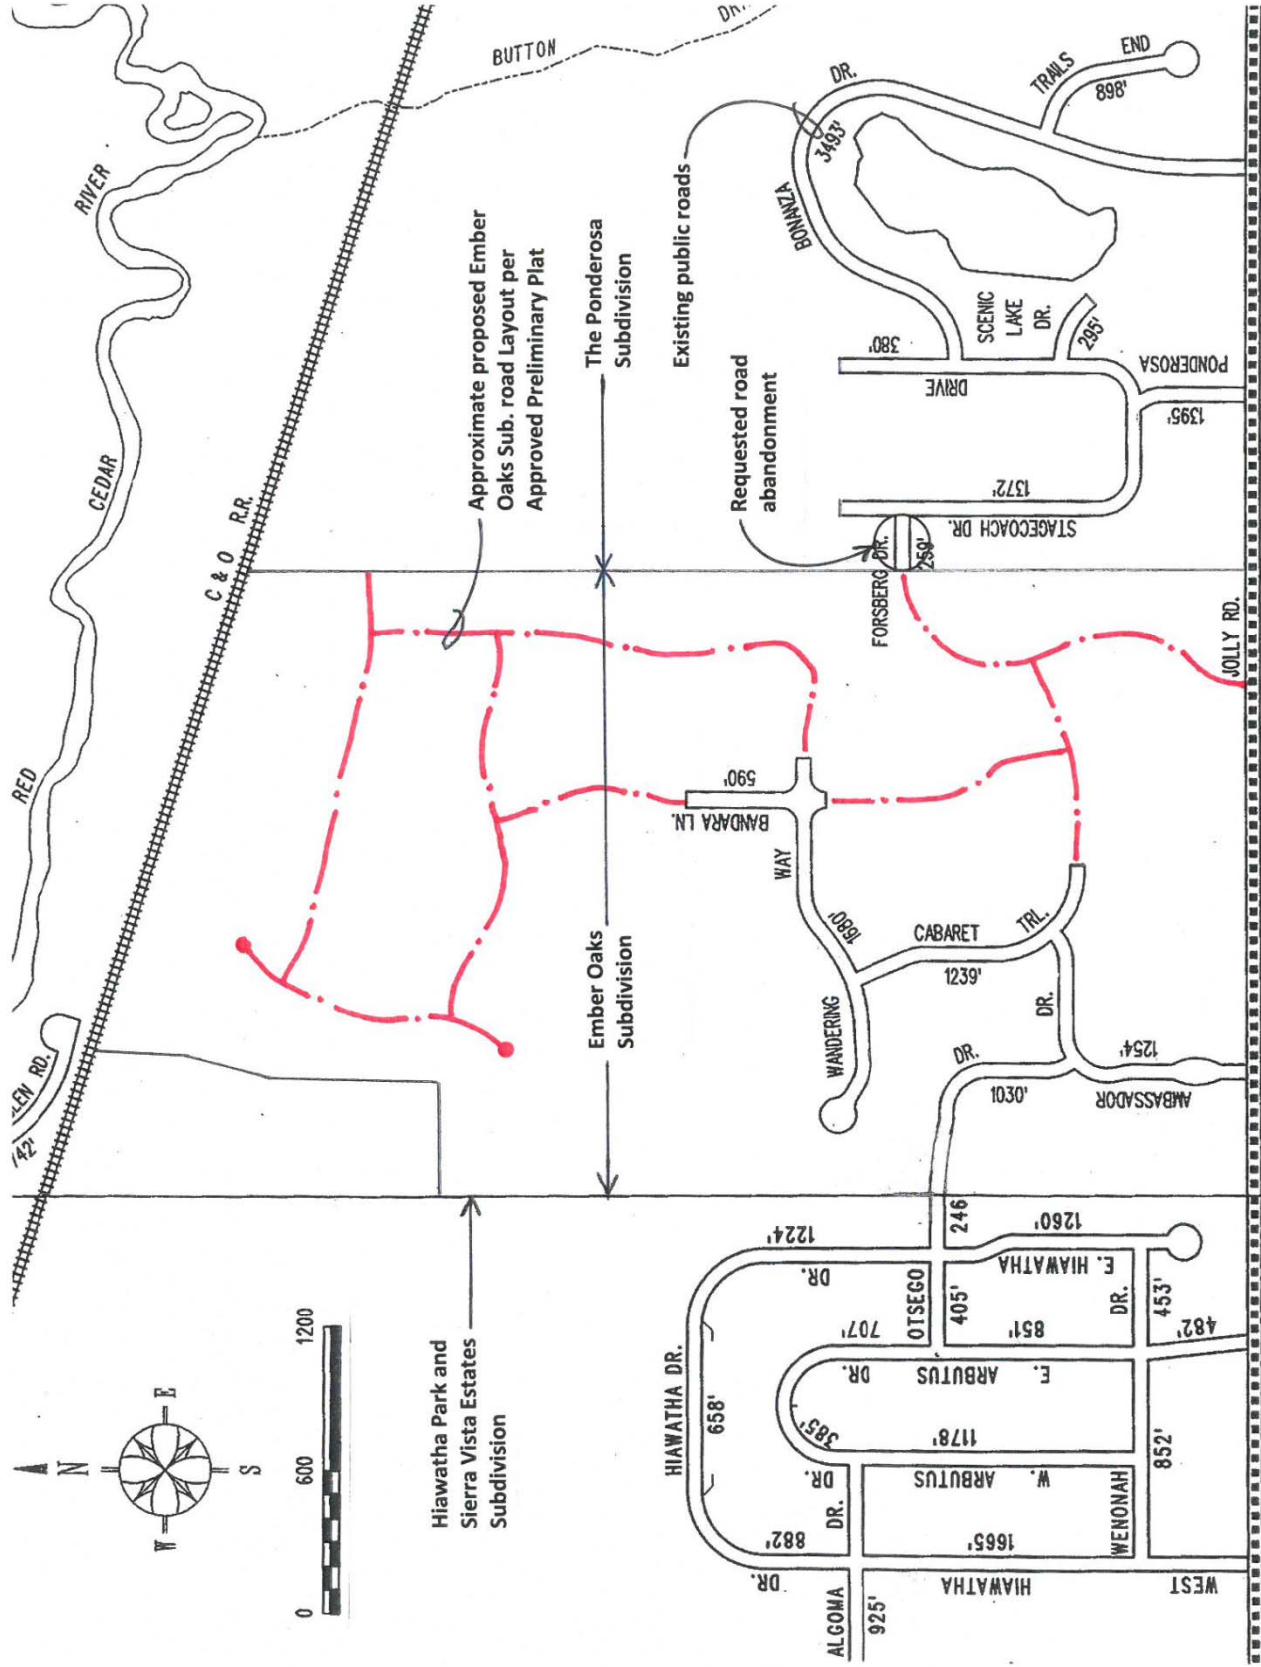 RED
CEDAR
RIVER
BUTTON
C & O R.R.
LEN RD.
742'
N
W
E
S
0
600
1200
Hiawatha Park and
Sierra Vista Estates
Subdivision
Ember Oaks
Subdivision
Approximate proposed Ember
Oaks Sub. road Layout per
Approved Preliminary Plat
The Ponderosa
Subdivision
Existing public roads
Requested road
abandonment
HIAWATHA DR.
658'
882'
DR.
1224'
DR.
ALGOMA
DR.
925'
385'
707'
DR.
DR.
OTSEGO
405'
246
1178'
W. ARBUTUS
851'
E. ARBUTUS
1665'
HIAWATHA
WEST
WENONAH
DR.
852'
453'
482'
1260'
E. HIAWATHA
DR.
1030'
DR.
AMBASSADOR
1254'
WANDERING
WAY
1680'
BANDARA LN.
590'
CABARET
TRL.
1239'
FORSBERG DR.
259'
STAGECOACH DR.
1372'
DRIVE
380'
PONDEROSA
1395'
SCENIC
LAKE
DR.
295'
BONANZA
DR.
3493'
TRAILS
END
898'
JOLLY RD.